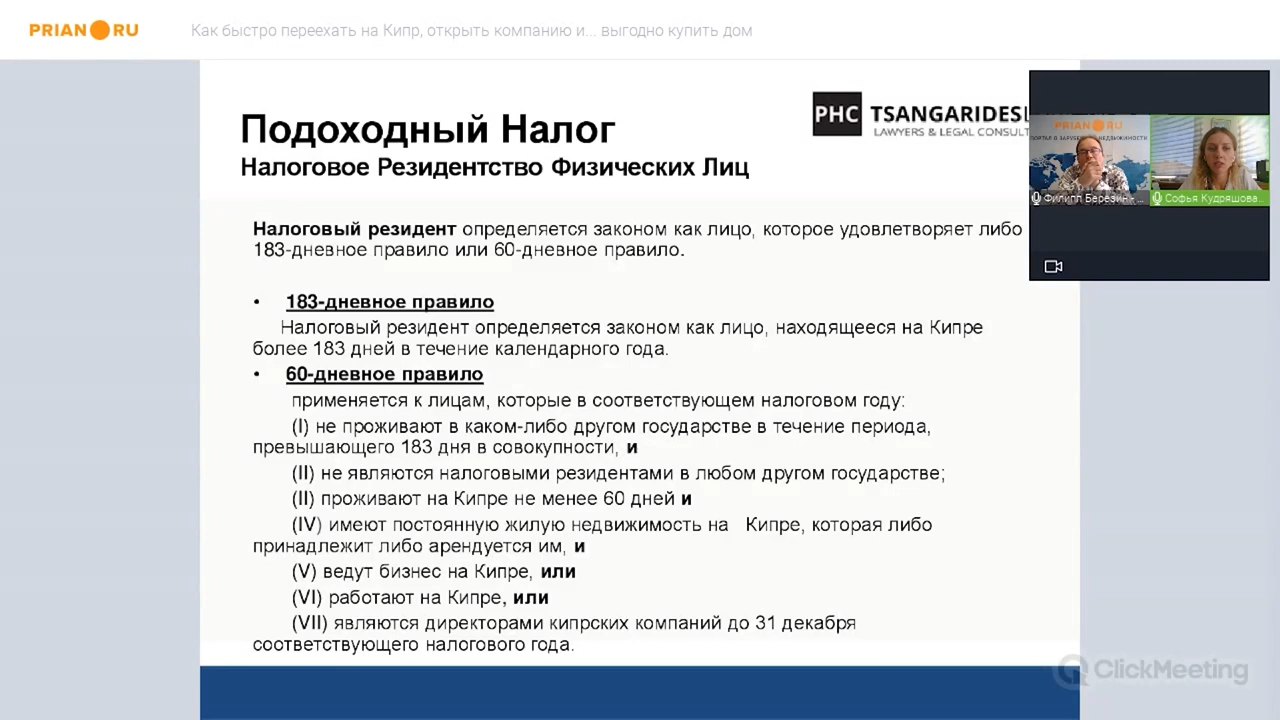 PRIAN RU
Как быстро переехать на Кипр, открыть компанию и... выгодно купить дом
PHC TSANGARIDES
LAWYERS & LEGAL CONSULT
Подоходный Налог
Налоговое Резидентство Физических Лиц
PRIAN RU
Филипп Березин - ...
Софья Кудряшова...
Налоговый резидент определяется законом как лицо, которое удовлетворяет либо
183-дневное правило или 60-дневное правило.
• 183-дневное правило
Налоговый резидент определяется законом как лицо, находящееся на Кипре
более 183 дней в течение календарного года.
• 60-дневное правило
применяется к лицам, которые в соответствующем налоговом году:
(I) не проживают в каком-либо другом государстве в течение периода,
превышающего 183 дня в совокупности, и
(II) не являются налоговыми резидентами в любом другом государстве;
(II) проживают на Кипре не менее 60 дней и
(IV) имеют постоянную жилую недвижимость на Кипре, которая либо
принадлежит либо арендуется им, и
(V) ведут бизнес на Кипре, или
(VI) работают на Кипре, или
(VII) являются директорами кипрских компаний до 31 декабря
соответствующего налогового года.
ClickMeeting